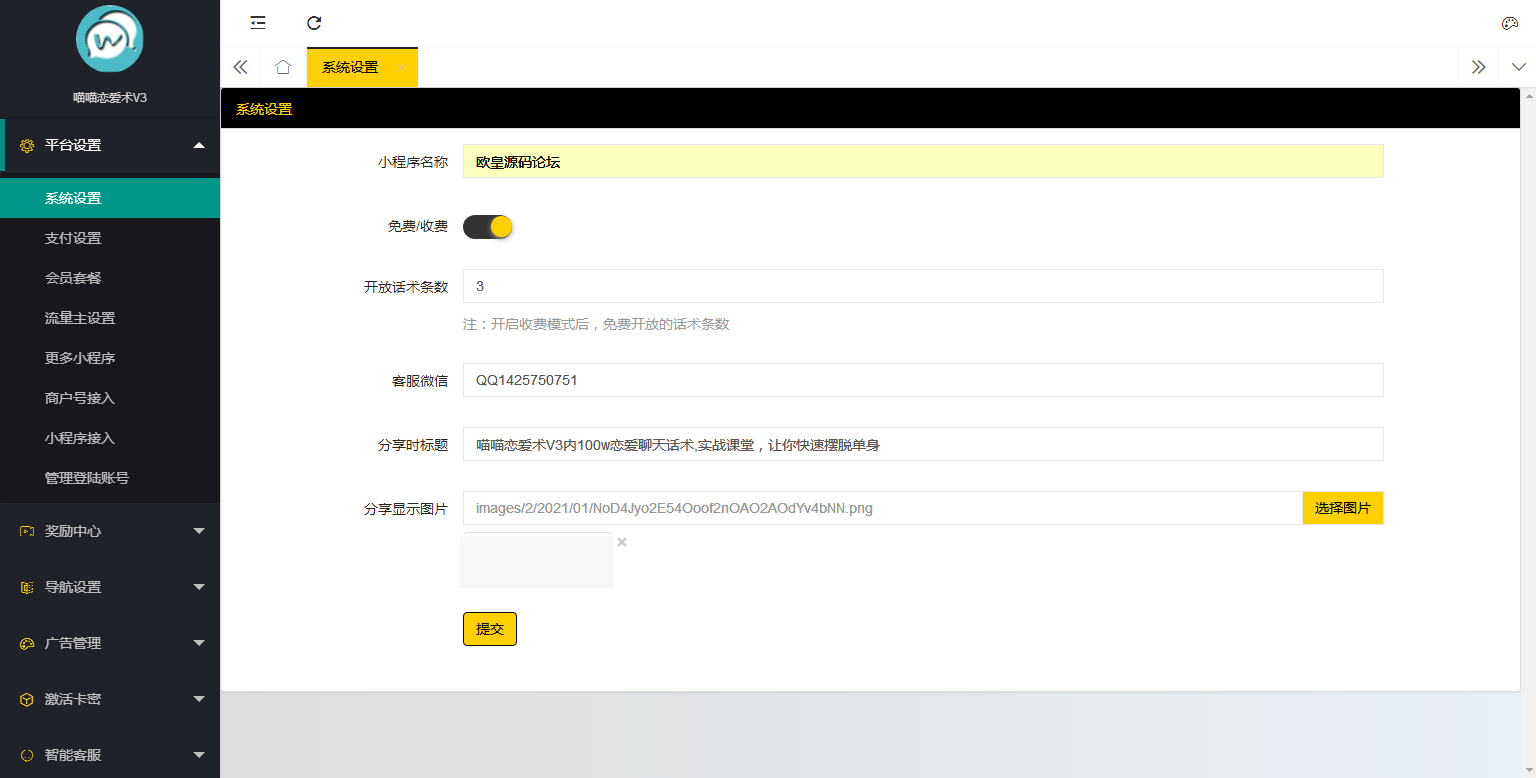 喵喵恋爱术V3
平台设置
系统设置
支付设置
会员套餐
流量主设置
更多小程序
商户号接入
小程序接入
管理登陆账号
奖励中心
导航设置
广告管理
激活卡密
智能客服
系统设置
系统设置
小程序名称 欧皇源码论坛
免费/收费
开放话术条数 3
注：开启收费模式后，免费开放的话术条数
客服微信 QQ1425750751
分享时标题 喵喵恋爱术V3内100w恋爱聊天话术,实战课堂，让你快速摆脱单身
分享显示图片 images/2/2021/01/NoD4Jyo2E54Ooof2nOAO2AOdYv4bNN.png 选择图片
提交